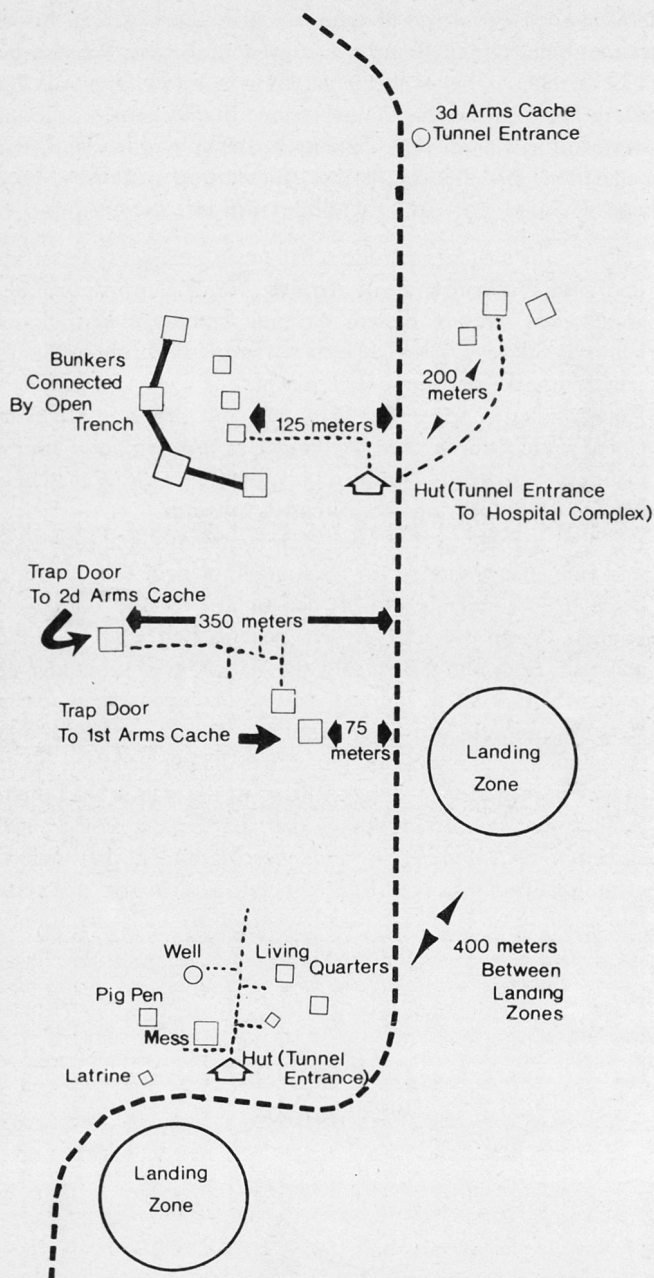 3d Arms Cache
Tunnel Entrance
200
meters
Bunkers
Connected
By Open
Trench
125 meters
Hut (Tunnel Entrance
To Hospital Complex)
Trap Door
To 2d Arms Cache
350 meters
Trap Door
To 1st Arms Cache
75
meters
Landing
Zone
400 meters
Between
Landing
Zones
Well
Living
Quarters
Pig Pen
Mess
Hut (Tunnel
Entrance)
Latrine
Landing
Zone